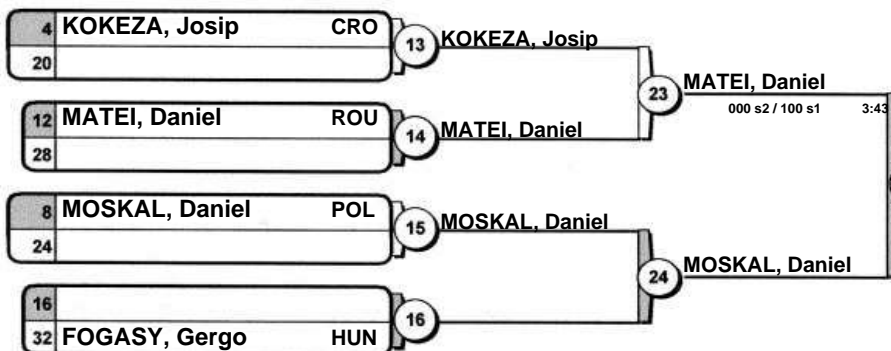 4 KOKEZA, Josip CRO
20
13 KOKEZA, Josip
12 MATEI, Daniel ROU
28
14 MATEI, Daniel
23 MATEI, Daniel
000 s2 / 100 s1 3:43
8 MOSKAL, Daniel POL
24
15 MOSKAL, Daniel
16
32 FOGASY, Gergo HUN
16
24 MOSKAL, Daniel